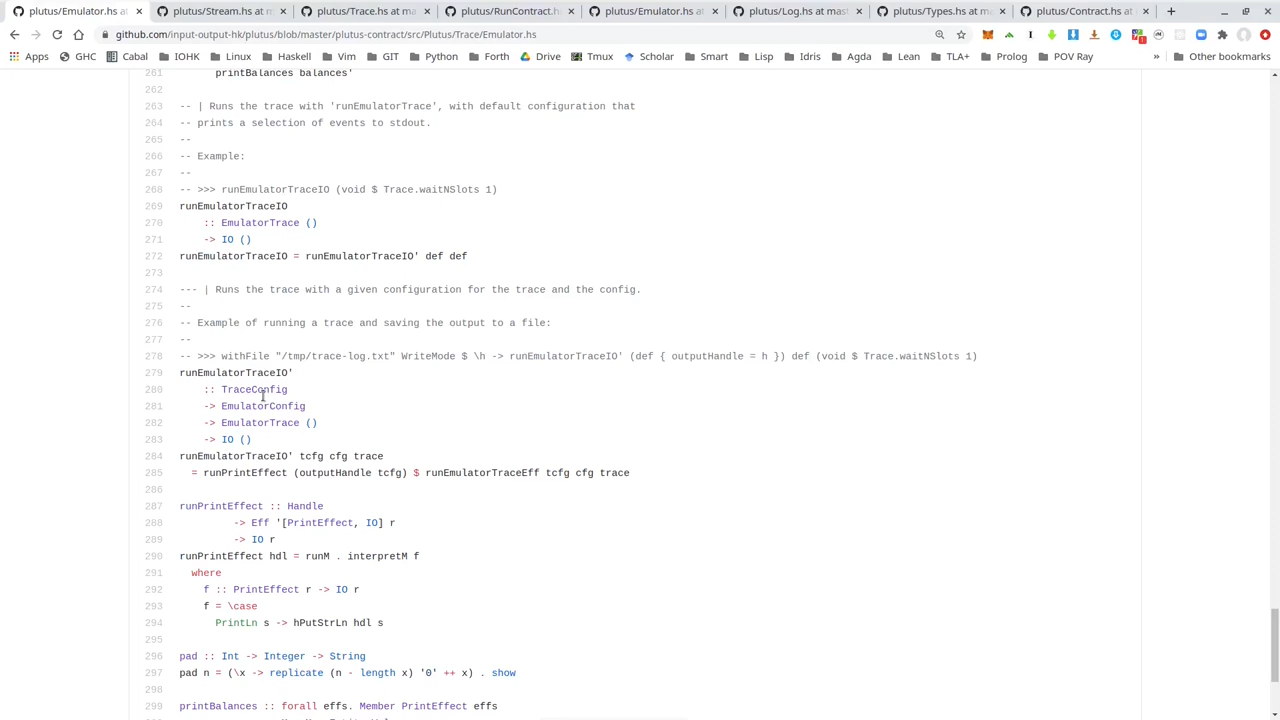 plutus/Emulator.hs at
plutus/Stream.hs at m
plutus/Trace.hs at ma
plutus/RunContract.h
plutus/Emulator.hs at
plutus/Log.hs at mast
plutus/Types.hs at ma
plutus/Contract.hs at
github.com/input-output-hk/plutus/blob/master/plutus-contract/src/Plutus/Trace/Emulator.hs
Apps GHC Cabal IOHK Linux Haskell Vim GIT Python Forth Drive Tmux Scholar Smart Lisp Idris Agda Lean TLA+ Prolog POV Ray » Other bookmarks
261 printBalances balances'
262
263 -- | Runs the trace with 'runEmulatorTrace', with default configuration that
264 -- prints a selection of events to stdout.
265 --
266 -- Example:
267 --
268 -- >>> runEmulatorTraceIO (void $ Trace.waitNSlots 1)
269 runEmulatorTraceIO
270 :: EmulatorTrace ()
271 -> IO ()
272 runEmulatorTraceIO = runEmulatorTraceIO' def def
273
274 --- | Runs the trace with a given configuration for the trace and the config.
275 --
276 -- Example of running a trace and saving the output to a file:
277 --
278 -- >>> withFile "/tmp/trace-log.txt" WriteMode $ \h -> runEmulatorTraceIO' (def { outputHandle = h }) def (void $ Trace.waitNSlots 1)
279 runEmulatorTraceIO'
280 :: TraceConfig
281 -> EmulatorConfig
282 -> EmulatorTrace ()
283 -> IO ()
284 runEmulatorTraceIO' tcfg cfg trace
285 = runPrintEffect (outputHandle tcfg) $ runEmulatorTraceEff tcfg cfg trace
286
287 runPrintEffect :: Handle
288 -> Eff '[PrintEffect, IO] r
289 -> IO r
290 runPrintEffect hdl = runM . interpretM f
291 where
292 f :: PrintEffect r -> IO r
293 f = \case
294 PrintLn s -> hPutStrLn hdl s
295
296 pad :: Int -> Integer -> String
297 pad n = (\x -> replicate (n - length x) '0' ++ x) . show
298
299 printBalances :: forall effs. Member PrintEffect effs